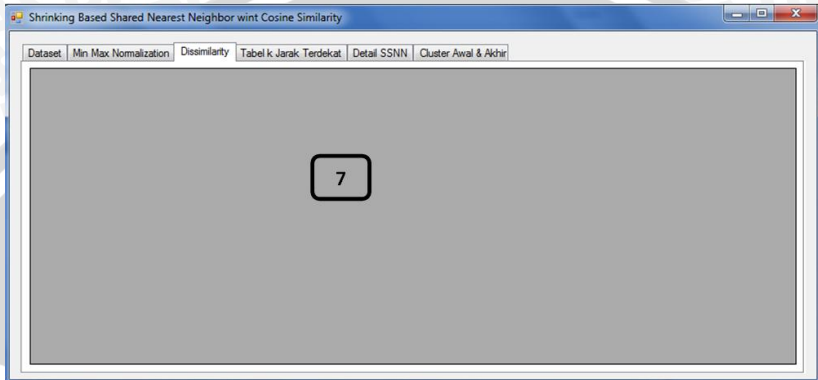 Shrinking Based Shared Nearest Neighbor wint Cosine Similarity
Dataset Min Max Normalization Dissimilarity Tabel k Jarak Terdekat Detail SSNN Cluster Awal & Akhir
7